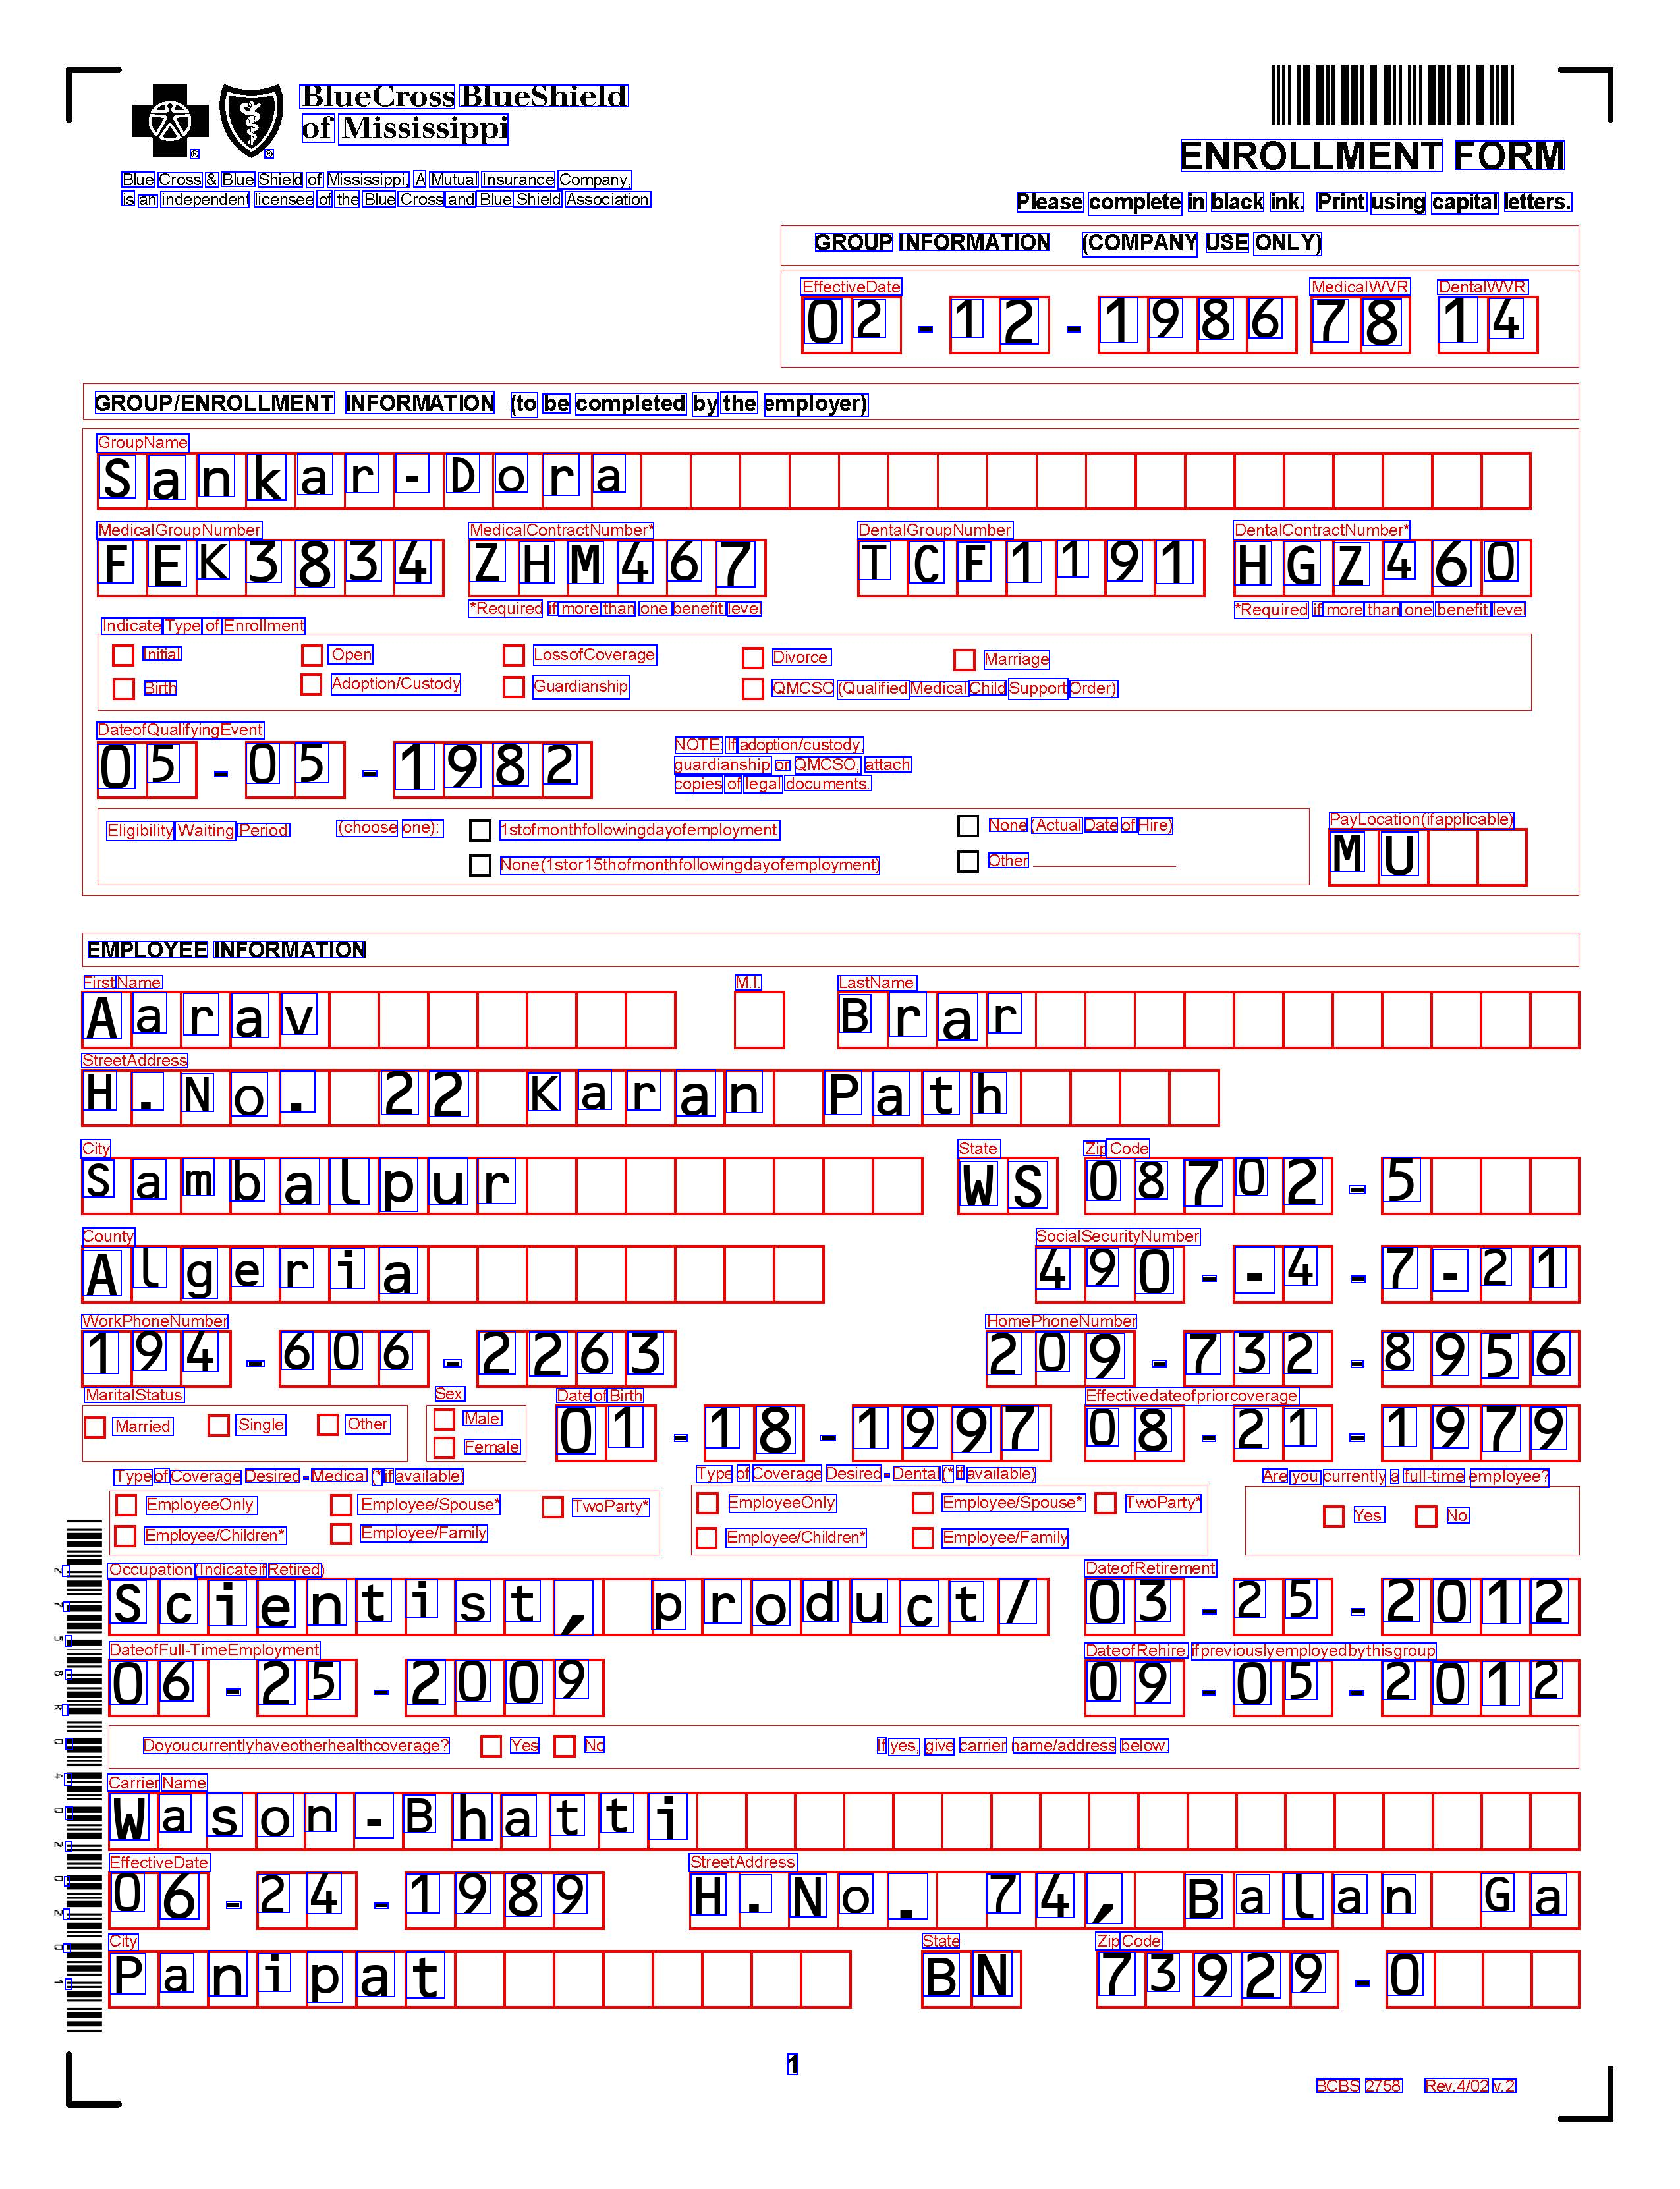 BlueCross BlueShield
of Mississippi
® ®
Blue Cross & Blue Shield of Mississippi, A Mutual Insurance Company,
is an independent licensee of the Blue Cross and Blue Shield Association
ENROLLMENT FORM
Please complete in black ink. Print using capital letters.
GROUP INFORMATION (COMPANY USE ONLY)
EffectiveDate MedicalWVR DentalWVR
02-12-1986 78 14
GROUP/ENROLLMENT INFORMATION (to be completed by the employer)
GroupName
Sankar-Dora
MedicalGroupNumber MedicalContractNumber* DentalGroupNumber DentalContractNumber*
FEK3834 ZHM467 TCF1191 HGZ460
*Required if more than one benefit level *Required if more than one benefit level
Indicate Type of Enrollment
Initial Open LossofCoverage Divorce Marriage
Birth Adoption/Custody Guardianship QMCSO (Qualified Medical Child Support Order)
DateofQualifyingEvent
05-05-1982
NOTE: If adoption/custody,
guardianship or QMCSO, attach
copies of legal documents.
Eligibility Waiting Period (choose one): 1stofmonthfollowingdayofemployment None (Actual Date of Hire)
None(1stor15thofmonthfollowingdayofemployment) Other
PayLocation(ifapplicable)
MU
EMPLOYEE INFORMATION
FirstName M.I. LastName
Aarav Brar
StreetAddress
H.No. 22 Karan Path
City State Zip Code
Sambalpur WS 08702-5
County SocialSecurityNumber
Algeria 490--4-7-21
WorkPhoneNumber HomePhoneNumber
194-606-2263 209-732-8956
MaritalStatus Sex Date of Birth Effectivedateofpriorcoverage
Married Single Other Male Female 01-18-1997 08-21-1979
Type of Coverage Desired - Medical (* if available) Type of Coverage Desired - Dental (* if available) Are you currently a full-time employee?
EmployeeOnly Employee/Spouse* TwoParty* EmployeeOnly Employee/Spouse* TwoParty* Yes No
Employee/Children* Employee/Family Employee/Children* Employee/Family
Occupation (IndicateifRetired) DateofRetirement
Scientist, product/ 03-25-2012
DateofFull-TimeEmployment DateofRehire, ifpreviouslyemployedbythisgroup
06-25-2009 09-05-2012
Doyoucurrentlyhaveotherhealthcoverage? Yes No If yes, give carrier name/address below.
Carrier Name
Wason-Bhatti
EffectiveDate StreetAddress
06-24-1989 H.No. 74, Balan Ga
City State Zip Code
Panipat BN 73929-0
1
BCBS 2758 Rev.4/02 v.2